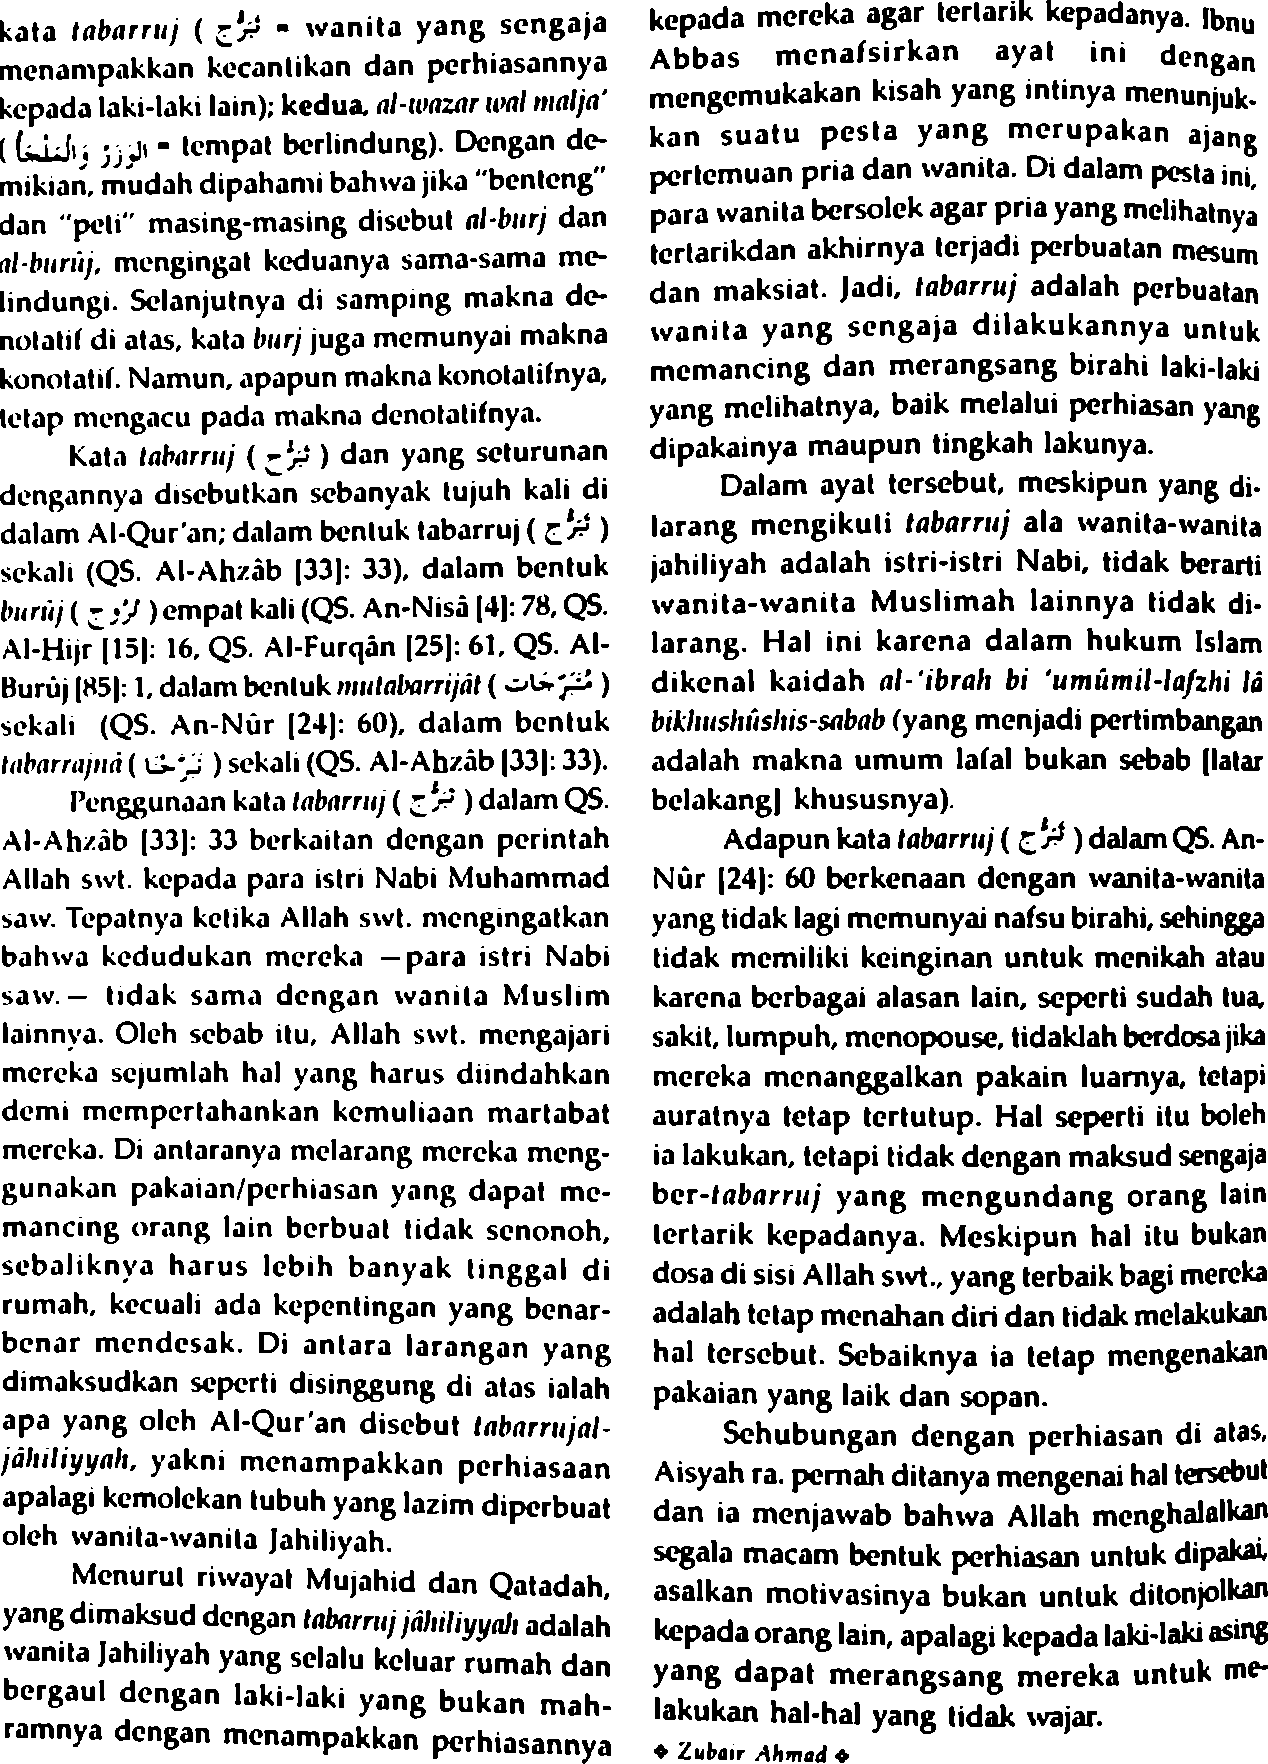 kata tabarruj ( تَبَرُّج = wanita yang sengaja
menampakkan kecantikan dan perhiasannya
kepada laki-laki lain); kedua, al-wazar wal malja'
( الوَزَرُ وَالْمَلْجَأُ = tempat berlindung). Dengan de-
mikian, mudah dipahami bahwa jika "benteng"
dan "peti" masing-masing disebut al-burj dan
al-burûj, mengingat keduanya sama-sama me-
lindungi. Selanjutnya di samping makna de-
notatif di atas, kata burj juga memunyai makna
konotatif. Namun, apapun makna konotatifnya,
tetap mengacu pada makna denotatifnya.
Kata tabarruj ( تَبَرُّج ) dan yang seturunan
dengannya disebutkan sebanyak tujuh kali di
dalam Al-Qur'an; dalam bentuk tabarruj ( تَبَرُّج )
sekali (QS. Al-Ahzâb [33]: 33), dalam bentuk
burûj ( بُرُوْج ) empat kali (QS. An-Nisâ [4]: 78, QS.
Al-Hijr [15]: 16, QS. Al-Furqân [25]: 61, QS. Al-
Burûj [85]: 1, dalam bentuk mutabarrijât ( مُتَبَرِّجَات )
sekali (QS. An-Nûr [24]: 60), dalam bentuk
tabarrajnâ ( تَبَرَّجْنَا ) sekali (QS. Al-Ahzâb [33]: 33).
Penggunaan kata tabarruj ( تَبَرُّج ) dalam QS.
Al-Ahzâb [33]: 33 berkaitan dengan perintah
Allah swt. kepada para istri Nabi Muhammad
saw. Tepatnya ketika Allah swt. mengingatkan
bahwa kedudukan mereka —para istri Nabi
saw.— tidak sama dengan wanita Muslim
lainnya. Oleh sebab itu, Allah swt. mengajari
mereka sejumlah hal yang harus diindahkan
demi mempertahankan kemuliaan martabat
mereka. Di antaranya melarang mereka meng-
gunakan pakaian/perhiasan yang dapat me-
mancing orang lain berbuat tidak senonoh,
sebaliknya harus lebih banyak tinggal di
rumah, kecuali ada kepentingan yang benar-
benar mendesak. Di antara larangan yang
dimaksudkan seperti disinggung di atas ialah
apa yang oleh Al-Qur'an disebut tabarrujal-
jâhiliyyah, yakni menampakkan perhiasaan
apalagi kemolekan tubuh yang lazim diperbuat
oleh wanita-wanita Jahiliyah.
Menurut riwayat Mujahid dan Qatadah,
yang dimaksud dengan tabarruj jâhiliyyah adalah
wanita Jahiliyah yang selalu keluar rumah dan
bergaul dengan laki-laki yang bukan mah-
ramnya dengan menampakkan perhiasannya
kepada mereka agar tertarik kepadanya. Ibnu
Abbas menafsirkan ayat ini dengan
mengemukakan kisah yang intinya menunjuk-
kan suatu pesta yang merupakan ajang
pertemuan pria dan wanita. Di dalam pesta ini,
para wanita bersolek agar pria yang melihatnya
tertarikdan akhirnya terjadi perbuatan mesum
dan maksiat. Jadi, tabarruj adalah perbuatan
wanita yang sengaja dilakukannya untuk
memancing dan merangsang birahi laki-laki
yang melihatnya, baik melalui perhiasan yang
dipakainya maupun tingkah lakunya.
Dalam ayat tersebut, meskipun yang di-
larang mengikuti tabarruj ala wanita-wanita
jahiliyah adalah istri-istri Nabi, tidak berarti
wanita-wanita Muslimah lainnya tidak di-
larang. Hal ini karena dalam hukum Islam
dikenal kaidah al-'ibrah bi 'umûmil-lafzhi lâ
bikhushûshis-sabab (yang menjadi pertimbangan
adalah makna umum lafal bukan sebab [latar
belakang] khususnya).
Adapun kata tabarruj ( تَبَرُّج ) dalam QS. An-
Nûr [24]: 60 berkenaan dengan wanita-wanita
yang tidak lagi memunyai nafsu birahi, sehingga
tidak memiliki keinginan untuk menikah atau
karena berbagai alasan lain, seperti sudah tua,
sakit, lumpuh, menopouse, tidaklah berdosa jika
mereka menanggalkan pakain luarnya, tetapi
auratnya tetap tertutup. Hal seperti itu boleh
ia lakukan, tetapi tidak dengan maksud sengaja
ber-tabarruj yang mengundang orang lain
tertarik kepadanya. Meskipun hal itu bukan
dosa di sisi Allah swt., yang terbaik bagi mereka
adalah tetap menahan diri dan tidak melakukan
hal tersebut. Sebaiknya ia tetap mengenakan
pakaian yang laik dan sopan.
Sehubungan dengan perhiasan di atas,
Aisyah ra. pernah ditanya mengenai hal tersebut
dan ia menjawab bahwa Allah menghalalkan
segala macam bentuk perhiasan untuk dipakai,
asalkan motivasinya bukan untuk ditonjolkan
kepada orang lain, apalagi kepada laki-laki asing
yang dapat merangsang mereka untuk me-
lakukan hal-hal yang tidak wajar.
❖ Zubair Ahmad ❖